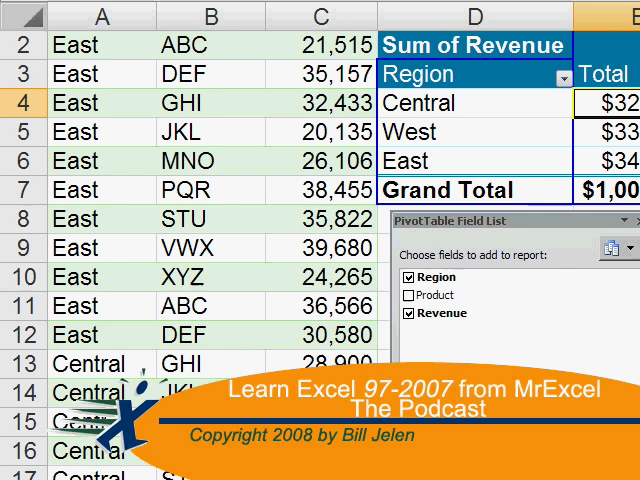 A B C D E
2 East ABC 21,515 Sum of Revenue
3 East DEF 35,157 Region Total
4 East GHI 32,433 Central $32
5 East JKL 20,135 West $33
6 East MNO 26,106 East $34
7 East PQR 38,455 Grand Total $1,00
8 East STU 35,822
PivotTable Field List
9 East VWX 39,680
Choose fields to add to report:
10 East XYZ 24,265
Region
Product
11 East ABC 36,566
Revenue
12 East DEF 30,580
13 Central GHI 28,900
14 Central
15 Central
16 Central
17 Central
Learn Excel 97-2007 from MrExcel
The Podcast
Copyright 2008 by Bill Jelen